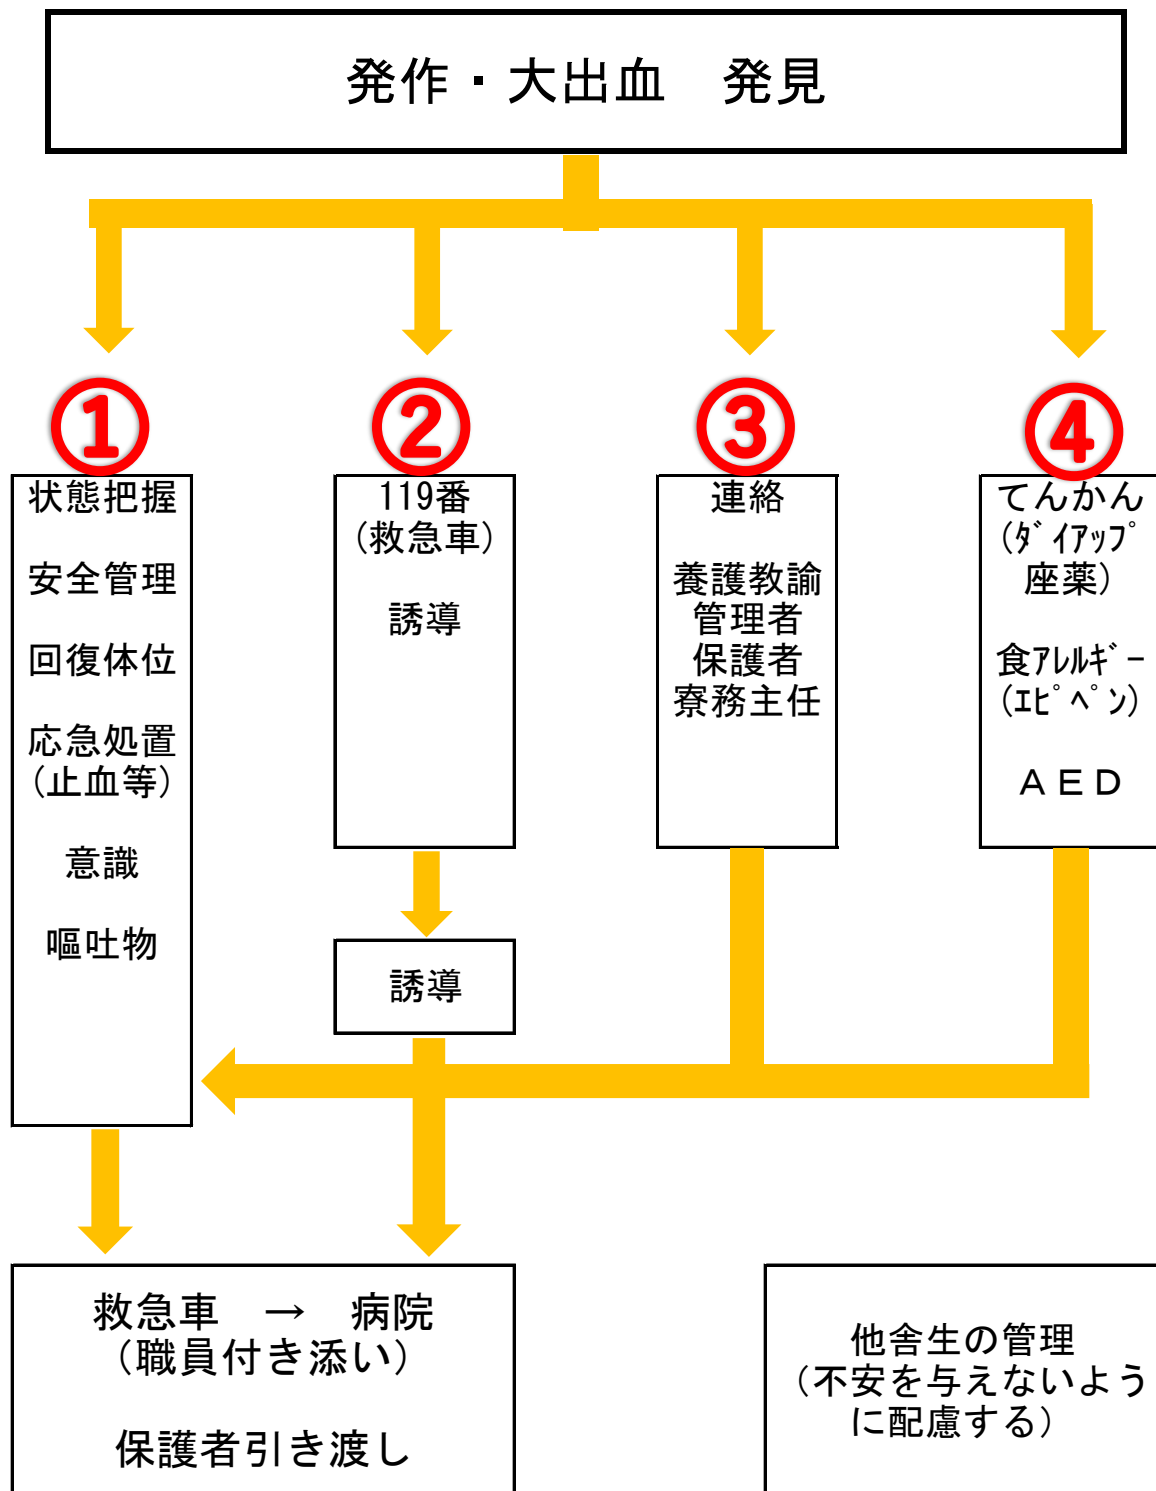 発作・大出血　発見
①
状態把握
安全管理
回復体位
応急処置
(止血等)
意識
嘔吐物
②
119番
(救急車)
誘導
誘導
③
連絡
養護教諭
管理者
保護者
寮務主任
④
てんかん
(ﾀﾞｲｱｯﾌﾟ
座薬)
食ｱﾚﾙｷﾞｰ
(ｴﾋﾟﾍﾟﾝ)
ＡＥＤ
救急車　→　病院
(職員付き添い)
保護者引き渡し
他舎生の管理
(不安を与えないよう
に配慮する)